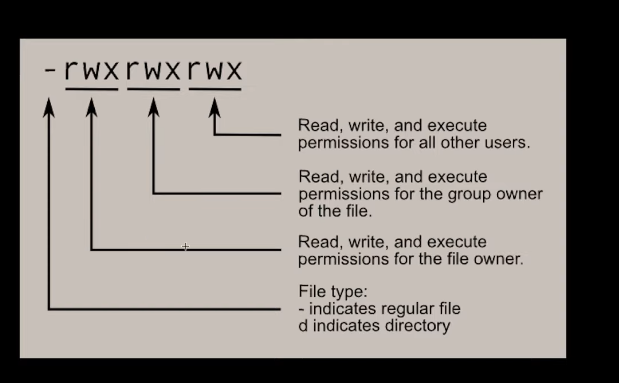 -rwxrwxrwx
Read, write, and execute
permissions for all other users.
Read, write, and execute
permissions for the group owner
of the file.
Read, write, and execute
permissions for the file owner.
File type:
- indicates regular file
d indicates directory